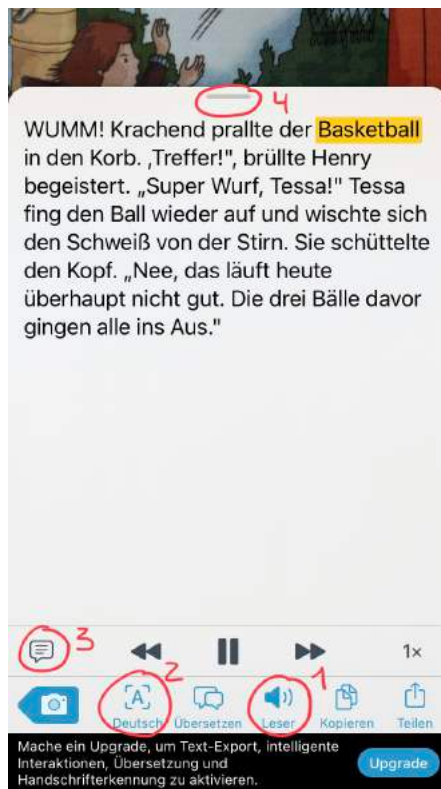 4
WUMM! Krachend prallte der Basketball
in den Korb. ‚Treffer!", brüllte Henry
begeistert. „Super Wurf, Tessa!" Tessa
fing den Ball wieder auf und wischte sich
den Schweiß von der Stirn. Sie schüttelte
den Kopf. „Nee, das läuft heute
überhaupt nicht gut. Die drei Bälle davor
gingen alle ins Aus."
3
1×
2 1
A
Deutsch Übersetzen Leser Kopieren Teilen
Mache ein Upgrade, um Text-Export, intelligente
Interaktionen, Übersetzung und
Handschrifterkennung zu aktivieren.
Upgrade